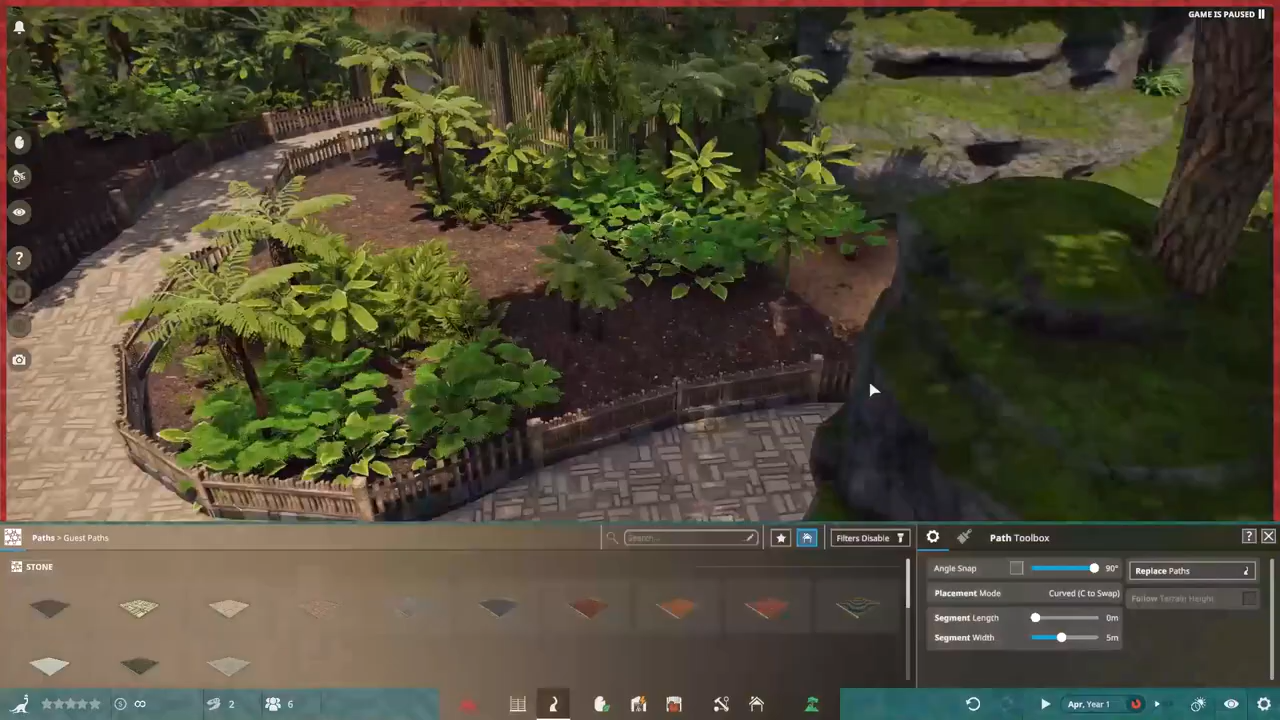 GAME IS PAUSED
Paths > Guest Paths
Search...
Filters Disable
Path Toolbox
STONE
Angle Snap
90°
Replace Paths
Placement Mode
Curved (C to Swap)
Follow Terrain Height
Segment Length
0m
Segment Width
5m
2
6
Apr, Year 1